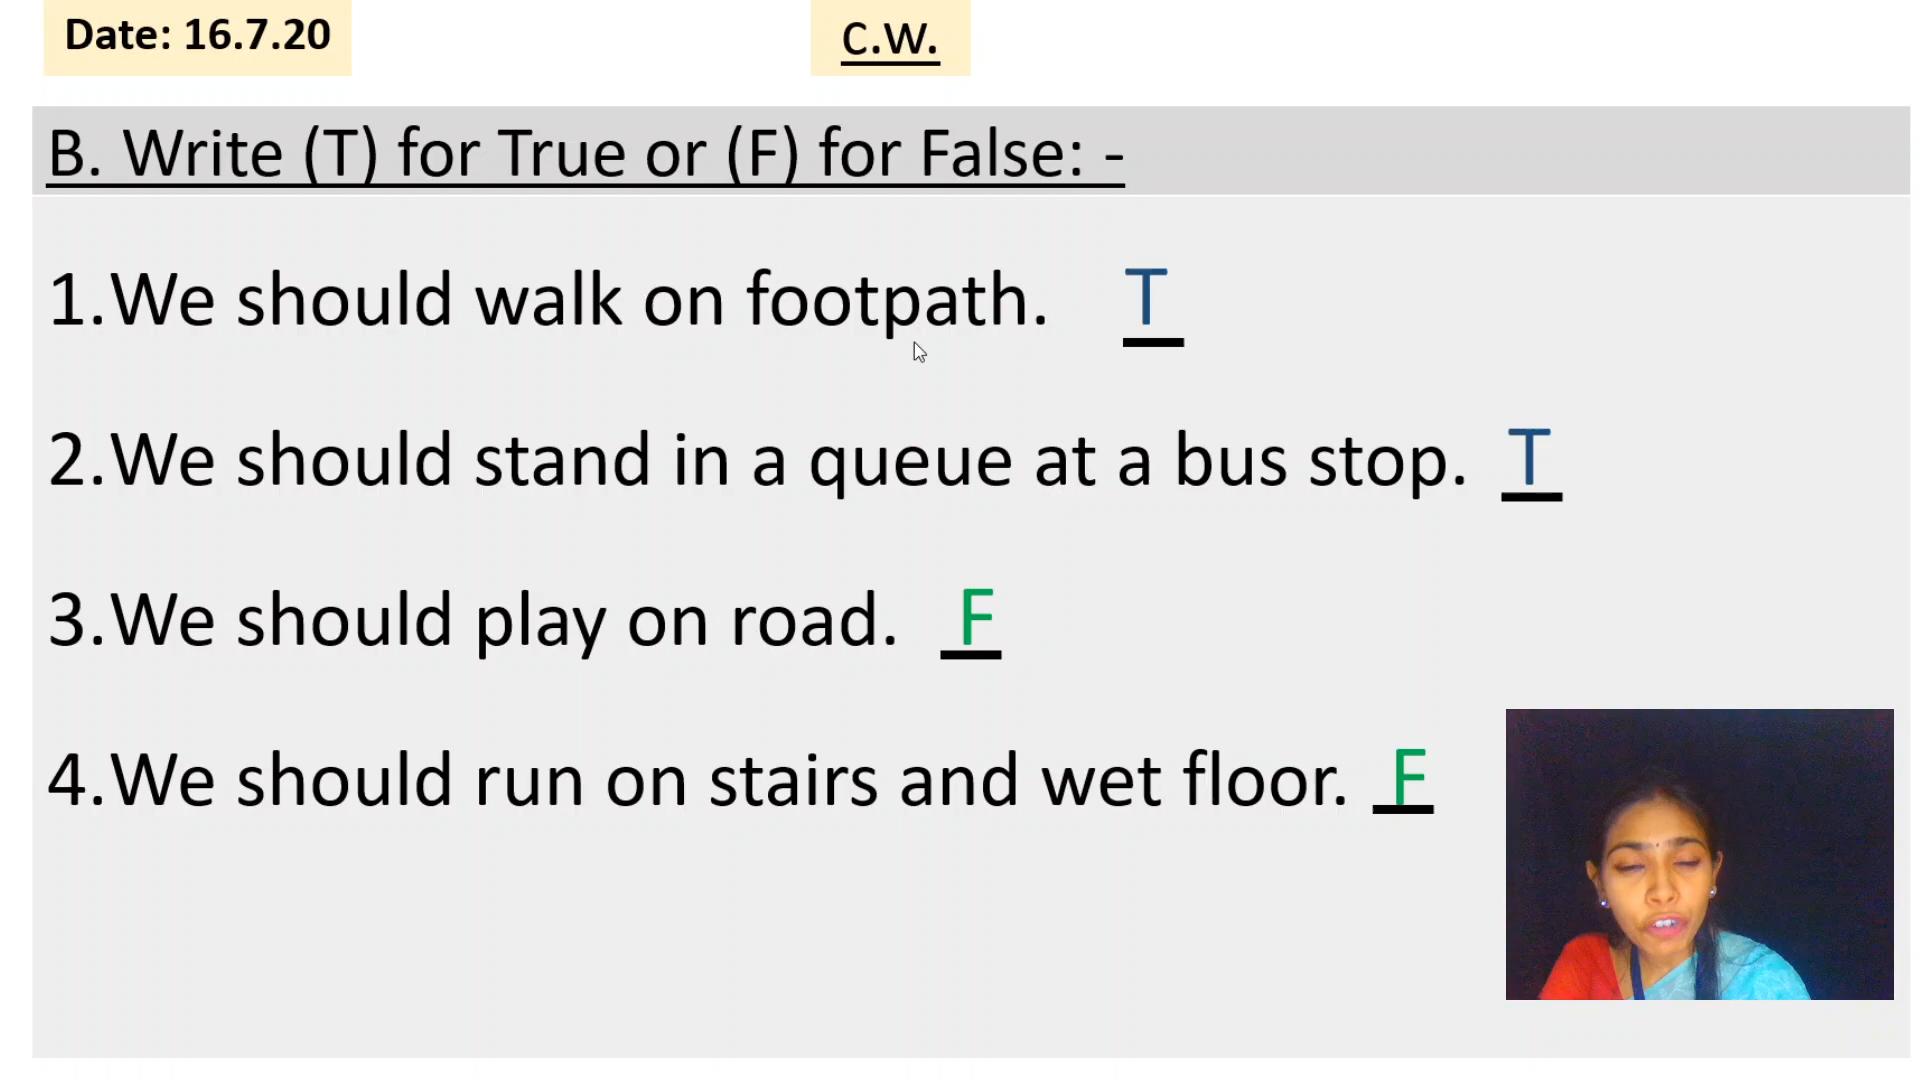 Date: 16.7.20
C.W.
B. Write (T) for True or (F) for False: -
1.We should walk on footpath. T
2.We should stand in a queue at a bus stop. T
3.We should play on road. F
4.We should run on stairs and wet floor. F